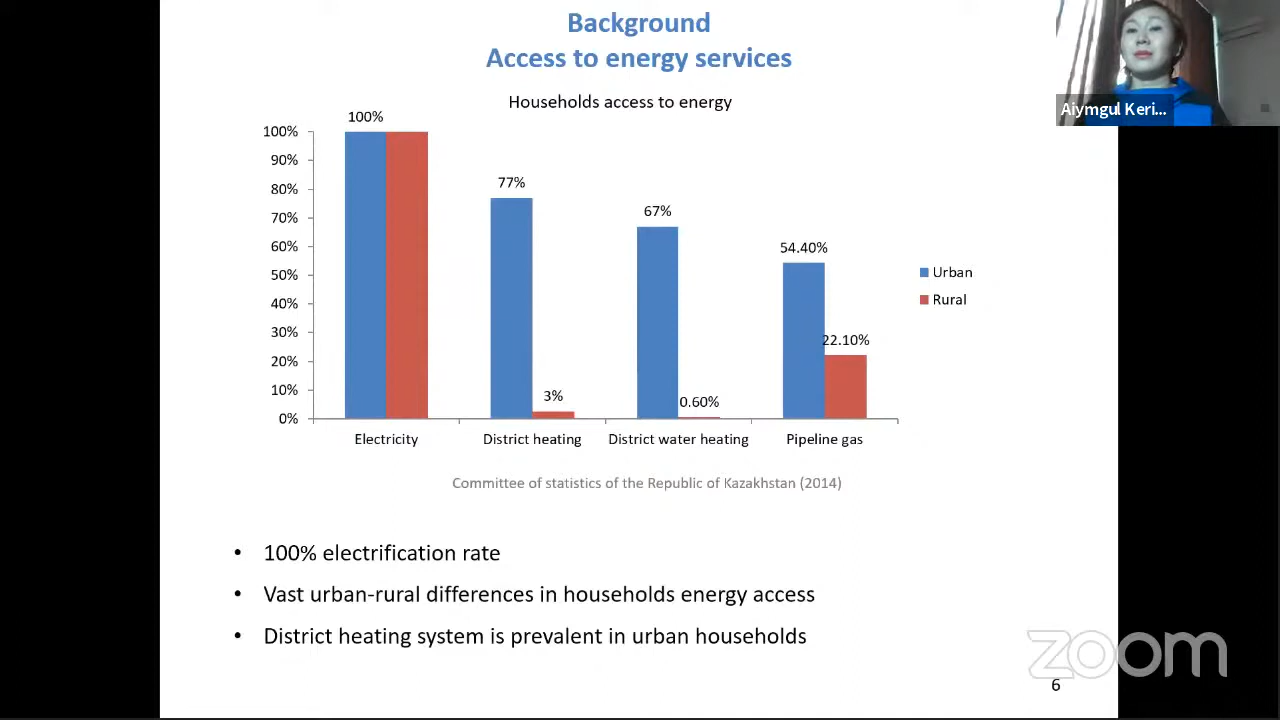 Background
Access to energy services
Aiymgul Keri...
Households access to energy
100%
100%
90%
80%
70%
60%
50%
40%
30%
20%
10%
0%
77%
3%
67%
0.60%
54.40%
22.10%
Urban
Rural
Electricity
District heating
District water heating
Pipeline gas
Committee of statistics of the Republic of Kazakhstan (2014)
• 100% electrification rate
• Vast urban-rural differences in households energy access
• District heating system is prevalent in urban households
zoom
6